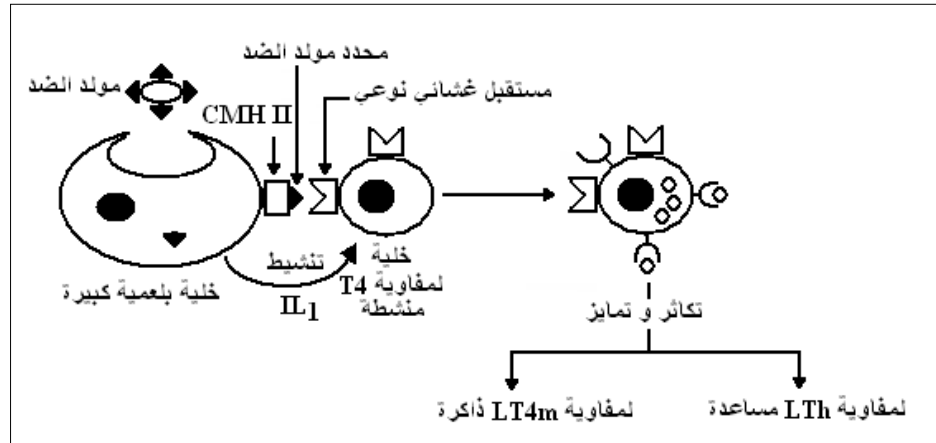 محدد مولد الضد
مولد الضد
مستقبل غشائي نوعي
CMH II
تنشيط
IL1
خلية
لمفاوية T4
منشطة
خلية بلعمية كبيرة
تكاثر و تمايز
لمفاوية LTh مساعدة
لمفاوية LT4m ذاكرة